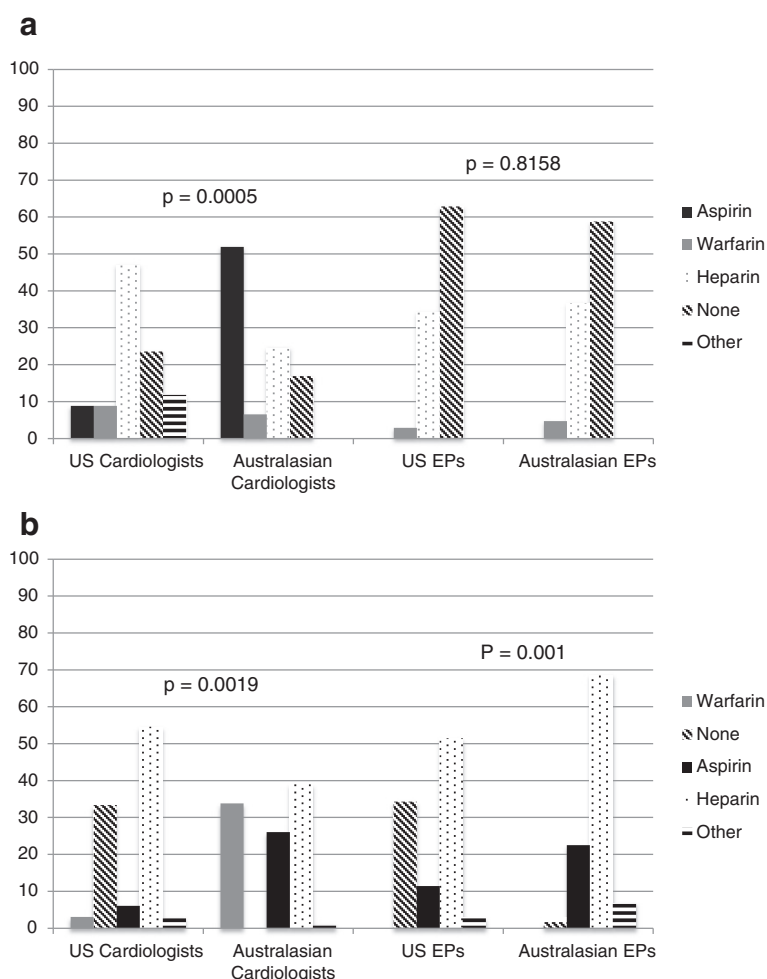 a
100
90
80
70
60
50
40
30
20
10
0
p = 0.0005
p = 0.8158
US Cardiologists
Australasian
Cardiologists
US EPs
Australasian EPs
Aspirin
Warfarin
Heparin
None
Other
b
100
90
80
70
60
50
40
30
20
10
0
p = 0.0019
P = 0.001
US Cardiologists
Australasian
Cardiologists
US EPs
Australasian EPs
Warfarin
None
Aspirin
Heparin
Other